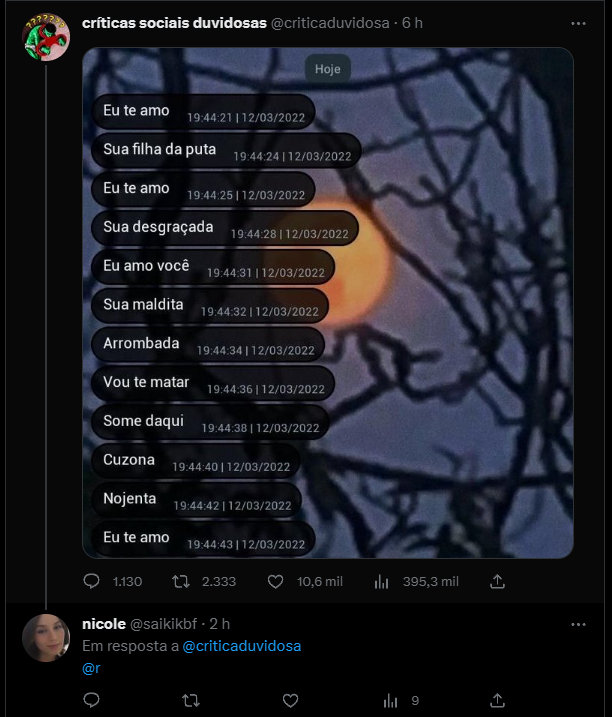 críticas sociais duvidosas @criticaduvidosa · 6 h
Hoje
Eu te amo 19:44:21 | 12/03/2022
Sua filha da puta 19:44:24 | 12/03/2022
Eu te amo 19:44:25 | 12/03/2022
Sua desgraçada 19:44:28 | 12/03/2022
Eu amo você 19:44:31 | 12/03/2022
Sua maldita 19:44:32 | 12/03/2022
Arrombada 19:44:34 | 12/03/2022
Vou te matar 19:44:36 | 12/03/2022
Some daqui 19:44:38 | 12/03/2022
Cuzona 19:44:40 | 12/03/2022
Nojenta 19:44:42 | 12/03/2022
Eu te amo 19:44:43 | 12/03/2022
1.130 2.333 10,6 mil 395,3 mil
nicole @saikikbf · 2 h
Em resposta a @criticaduvidosa
@r
9